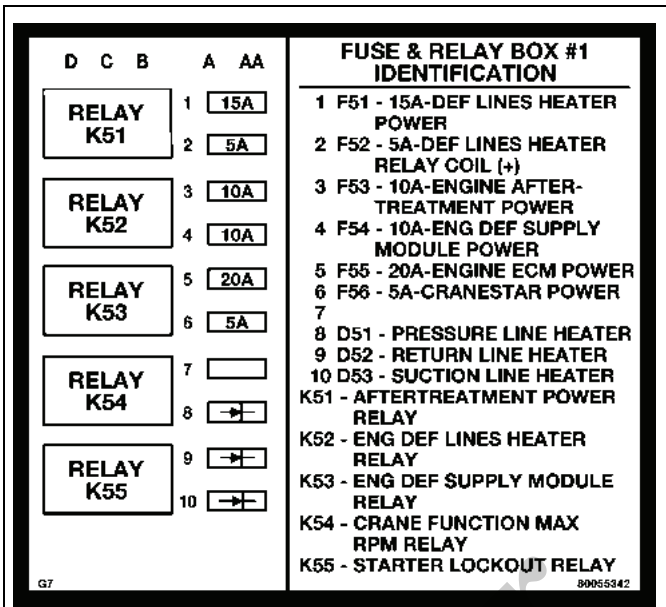 D C B A AA
RELAY K51
1 15A
2 5A
RELAY K52
3 10A
4 10A
RELAY K53
5 20A
6 5A
RELAY K54
7
8
RELAY K55
9
10
G7
FUSE & RELAY BOX #1
IDENTIFICATION
1 F51 - 15A-DEF LINES HEATER
POWER
2 F52 - 5A-DEF LINES HEATER
RELAY COIL (+)
3 F53 - 10A-ENGINE AFTER-
TREATMENT POWER
4 F54 - 10A-ENG DEF SUPPLY
MODULE POWER
5 F55 - 20A-ENGINE ECM POWER
6 F56 - 5A-CRANESTAR POWER
7
8 D51 - PRESSURE LINE HEATER
9 D52 - RETURN LINE HEATER
10 D53 - SUCTION LINE HEATER
K51 - AFTERTREATMENT POWER
RELAY
K52 - ENG DEF LINES HEATER
RELAY
K53 - ENG DEF SUPPLY MODULE
RELAY
K54 - CRANE FUNCTION MAX
RPM RELAY
K55 - STARTER LOCKOUT RELAY
80055342